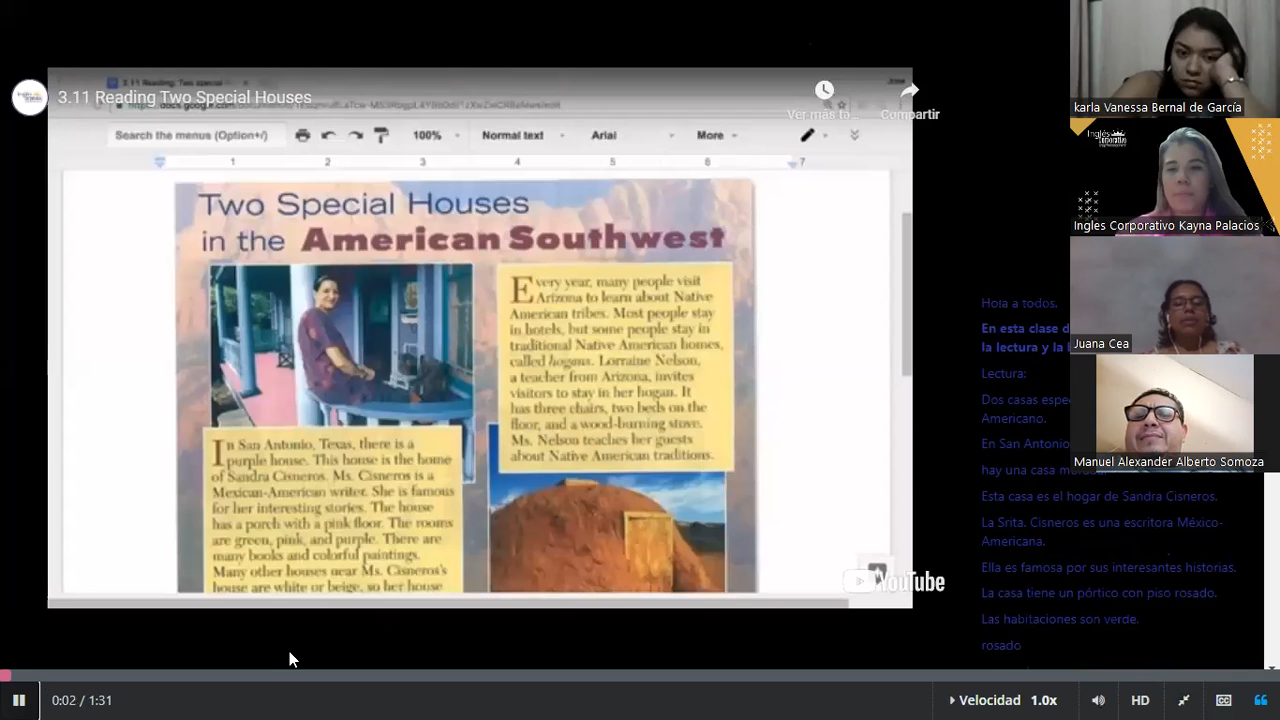 3.11 Reading Two Special Houses
Ver más ta...
Compartir
Search the menus (Option+/)
100%
Normal text
Arial
More
1 2 3 4 5 6 7
Two Special Houses
in the American Southwest
Every year, many people visit
Arizona to learn about Native
American tribes. Most people stay
in hotels, but some people stay in
traditional Native American homes,
called hogans. Lorraine Nelson,
a teacher from Arizona, invites
visitors to stay in her hogan. It
has three chairs, two beds on the
floor, and a wood-burning stove.
Ms. Nelson teaches her guests
about Native American traditions.
In San Antonio, Texas, there is a
purple house. This house is the home
of Sandra Cisneros. Ms. Cisneros is a
Mexican-American writer. She is famous
for her interesting stories. The house
has a porch with a pink floor. The rooms
are green, pink, and purple. There are
many books and colorful paintings.
Many other houses near Ms. Cisneros's
house are white or beige, so her house
YouTube
Hola a todos.
En esta clase
la lectura y la
Lectura:
Dos casas
Americano.
En San Antonio
hay una casa
Esta casa es el hogar de Sandra Cisneros.
La Srita. Cisneros es una escritora México-
Americana.
Ella es famosa por sus interesantes historias.
La casa tiene un pórtico con piso rosado.
Las habitaciones son verde.
rosado
karla Vanessa Bernal de García
Inglés
Corporativo
Ingles Corporativo Kayna Palacios
Juana Cea
Manuel Alexander Alberto Somoza
0:02 / 1:31
Velocidad 1.0x
HD
CC